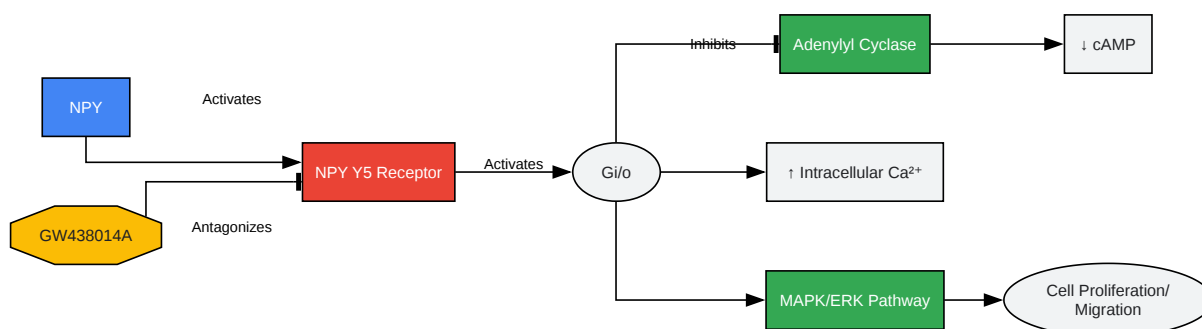 Inhibits
Adenylyl Cyclase
↓ cAMP
NPY
Activates
NPY Y5 Receptor
Activates
Gi/o
↑ Intracellular Ca²⁺
GW438014A
Antagonizes
MAPK/ERK Pathway
Cell Proliferation/
Migration